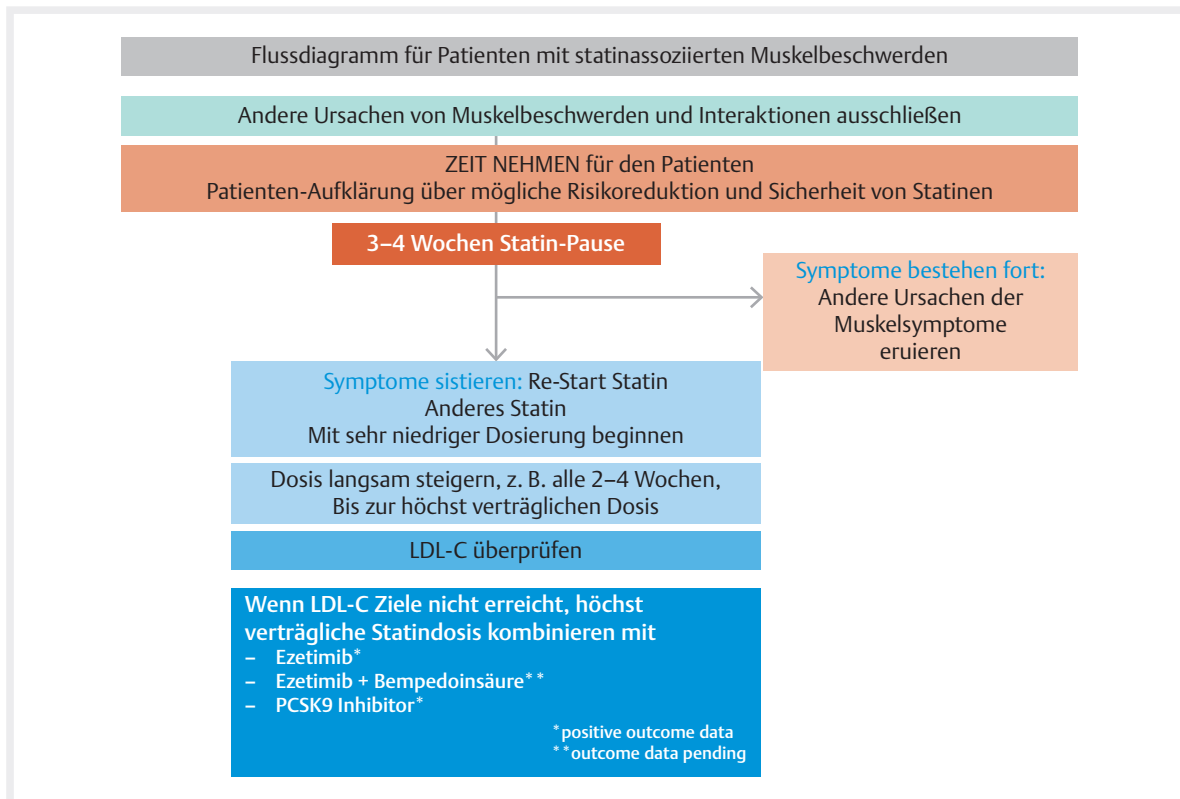 Flussdiagramm für Patienten mit statinassoziierten Muskelbeschwerden
Andere Ursachen von Muskelbeschwerden und Interaktionen ausschließen
ZEIT NEHMEN für den Patienten
Patienten-Aufklärung über mögliche Risikoreduktion und Sicherheit von Statinen
3–4 Wochen Statin-Pause
Symptome bestehen fort:
Andere Ursachen der
Muskelsymptome
eruieren
Symptome sistieren: Re-Start Statin
Anderes Statin
Mit sehr niedriger Dosierung beginnen
Dosis langsam steigern, z. B. alle 2–4 Wochen,
Bis zur höchst verträglichen Dosis
LDL-C überprüfen
Wenn LDL-C Ziele nicht erreicht, höchst
verträgliche Statindosis kombinieren mit
– Ezetimib*
– Ezetimib + Bempedoinsäure**
– PCSK9 Inhibitor*
*positive outcome data
**outcome data pending